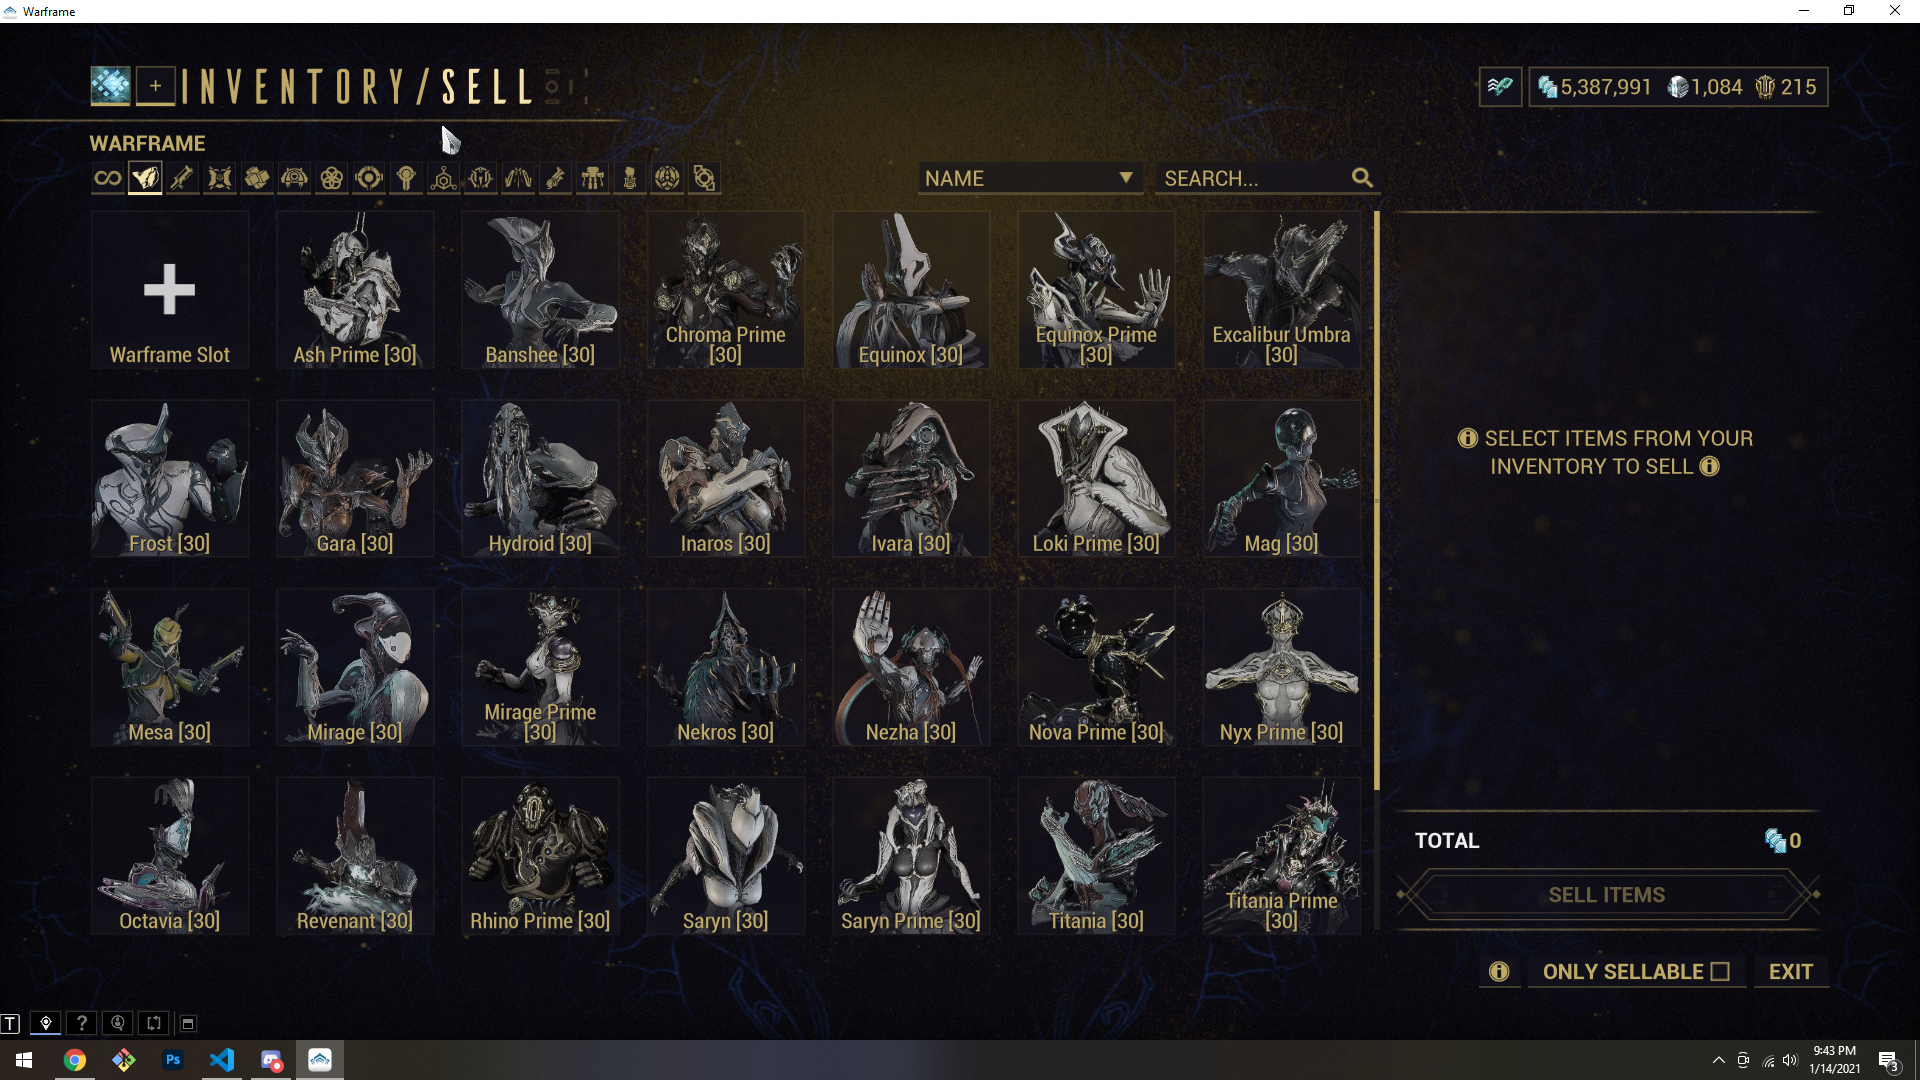 Warframe
INVENTORY/SELL
5,387,991 1,084 215
WARFRAME
NAME
SEARCH...
Warframe Slot
Ash Prime [30]
Banshee [30]
Chroma Prime
[30]
Equinox [30]
Equinox Prime
[30]
Excalibur Umbra
[30]
SELECT ITEMS FROM YOUR
INVENTORY TO SELL
Frost [30]
Gara [30]
Hydroid [30]
Inaros [30]
Ivara [30]
Loki Prime [30]
Mag [30]
Mesa [30]
Mirage [30]
Mirage Prime
[30]
Nekros [30]
Nezha [30]
Nova Prime [30]
Nyx Prime [30]
Octavia [30]
Revenant [30]
Rhino Prime [30]
Saryn [30]
Saryn Prime [30]
Titania [30]
Titania Prime
[30]
TOTAL
0
SELL ITEMS
ONLY SELLABLE
EXIT
T
?
Ps
9:43 PM
1/14/2021
3